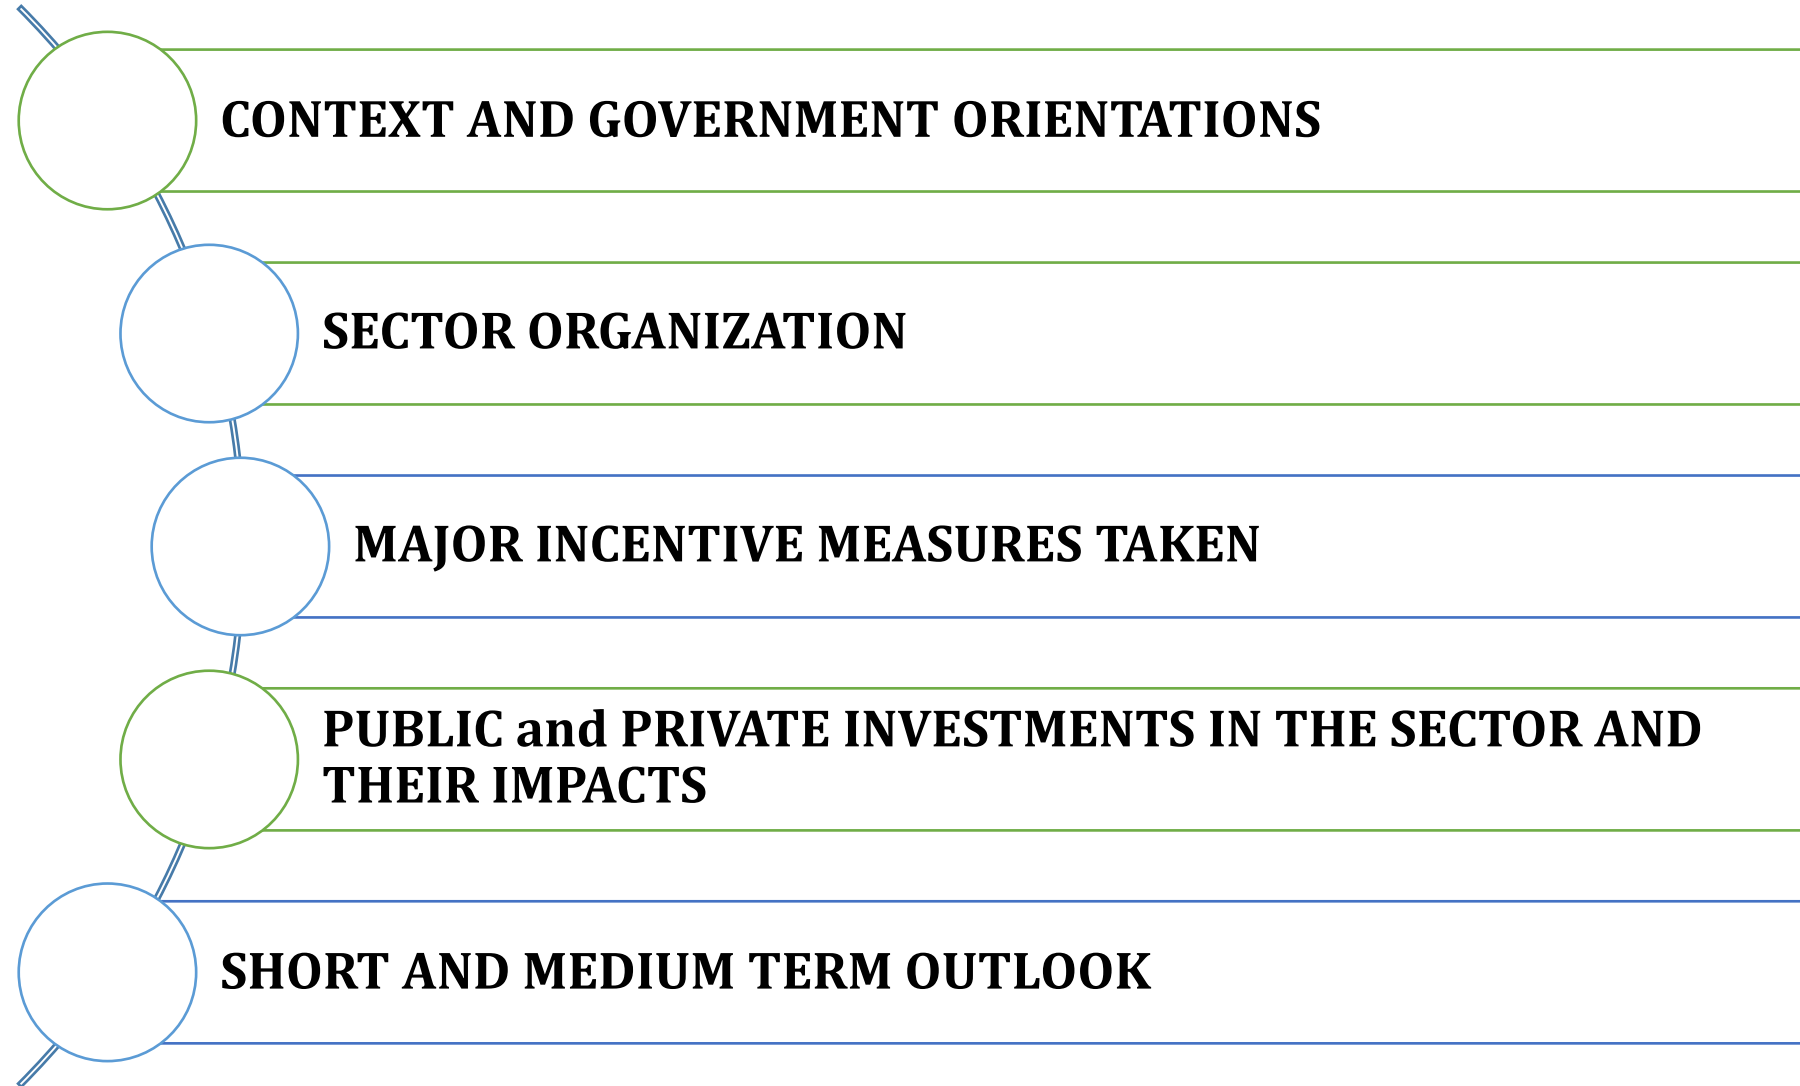 CONTEXT AND GOVERNMENT ORIENTATIONS
SECTOR ORGANIZATION
MAJOR INCENTIVE MEASURES TAKEN
PUBLIC and PRIVATE INVESTMENTS IN THE SECTOR AND
THEIR IMPACTS
SHORT AND MEDIUM TERM OUTLOOK